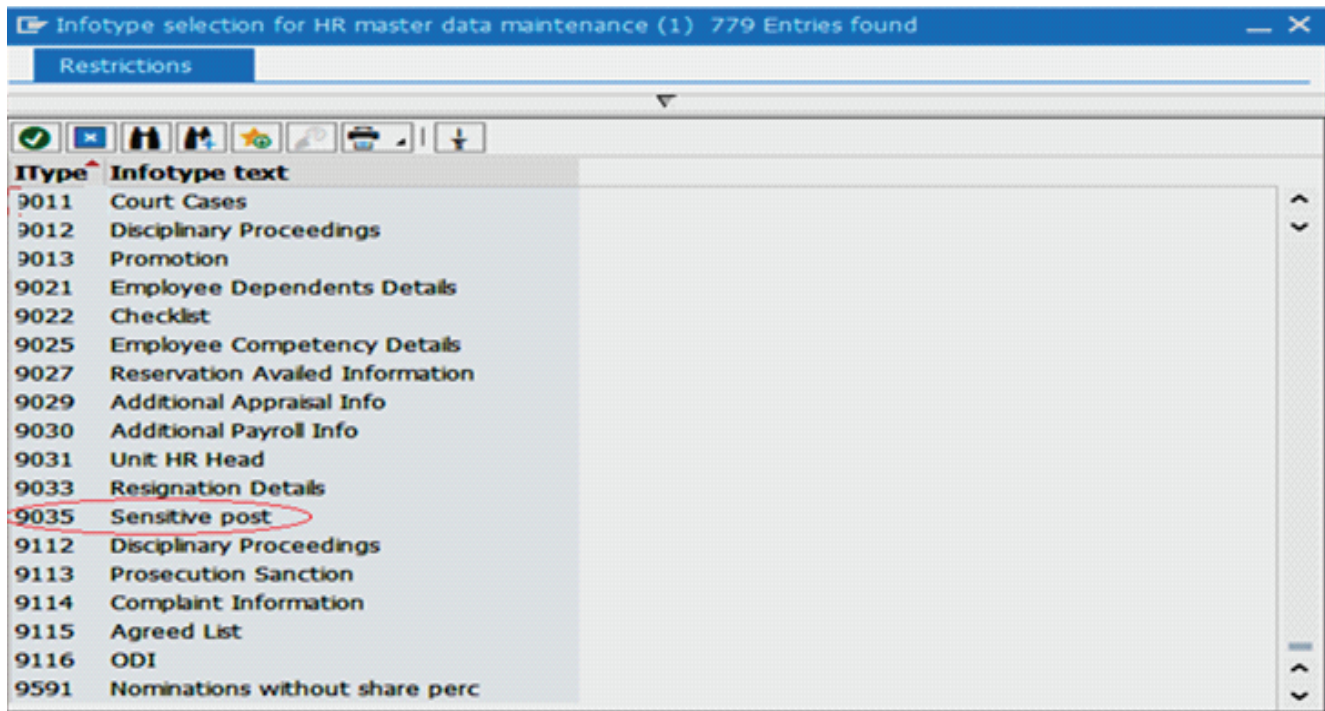 Infotype selection for HR master data maintenance (1) 779 Entries found
Restrictions
IType Infotype text
9011 Court Cases
9012 Disciplinary Proceedings
9013 Promotion
9021 Employee Dependents Details
9022 Checklist
9025 Employee Competency Details
9027 Reservation Availed Information
9029 Additional Appraisal Info
9030 Additional Payroll Info
9031 Unit HR Head
9033 Resignation Details
9035 Sensitive post
9112 Disciplinary Proceedings
9113 Prosecution Sanction
9114 Complaint Information
9115 Agreed List
9116 ODI
9591 Nominations without share perc